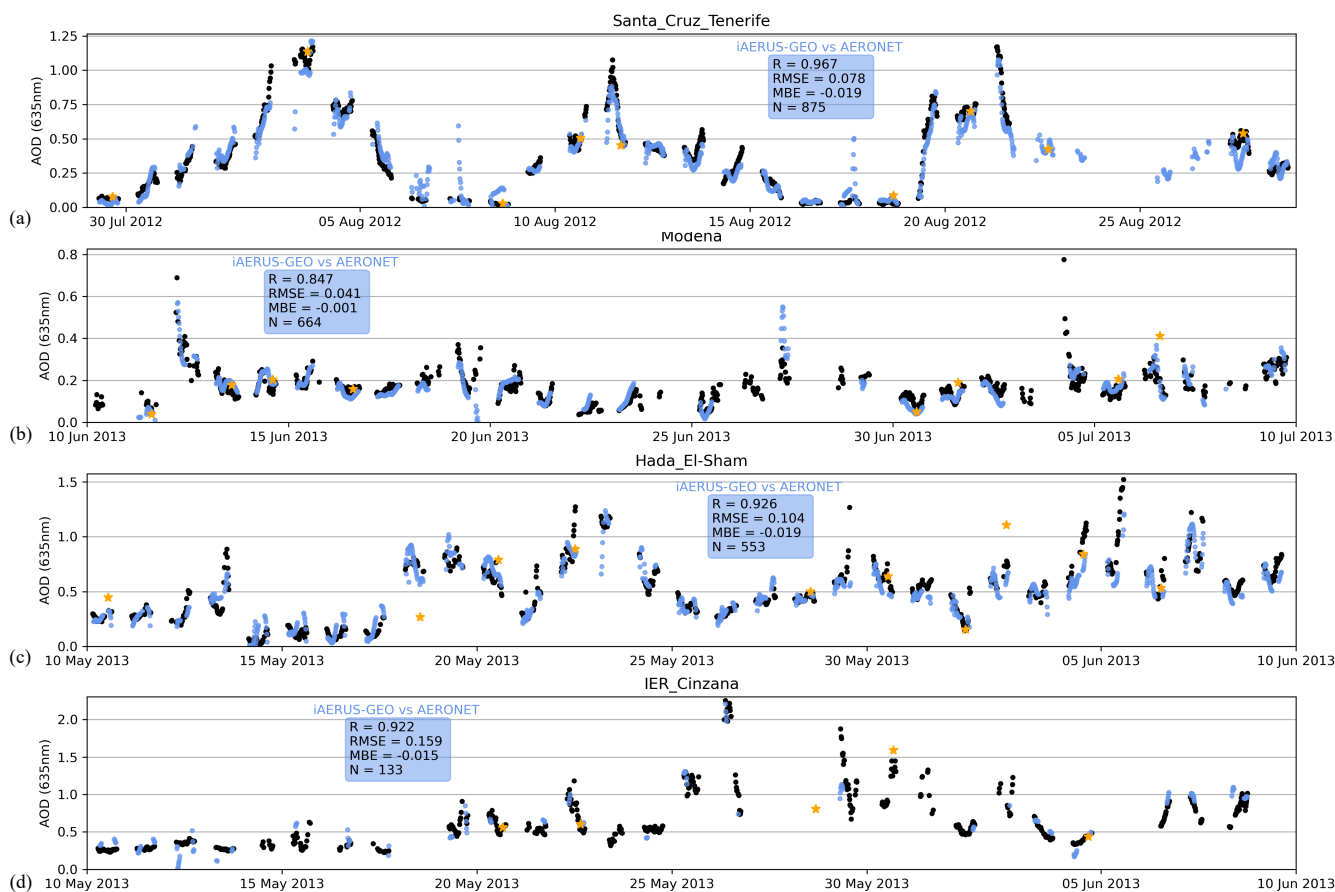 Santa_Cruz_Tenerife
iAERUS-GEO vs AERONET
R = 0.967
RMSE = 0.078
MBE = -0.019
N = 875
AOD (635nm)
1.25
1.00
0.75
0.50
0.25
0.00
(a)
30 Jul 2012 05 Aug 2012 10 Aug 2012 15 Aug 2012 20 Aug 2012 25 Aug 2012
Modena
iAERUS-GEO vs AERONET
R = 0.847
RMSE = 0.041
MBE = -0.001
N = 664
AOD (635nm)
0.8
0.6
0.4
0.2
0.0
(b)
10 Jun 2013 15 Jun 2013 20 Jun 2013 25 Jun 2013 30 Jun 2013 05 Jul 2013 10 Jul 2013
Hada_El-Sham
iAERUS-GEO vs AERONET
R = 0.926
RMSE = 0.104
MBE = -0.019
N = 553
AOD (635nm)
1.5
1.0
0.5
0.0
(c)
10 May 2013 15 May 2013 20 May 2013 25 May 2013 30 May 2013 05 Jun 2013 10 Jun 2013
IER_Cinzana
iAERUS-GEO vs AERONET
R = 0.922
RMSE = 0.159
MBE = -0.015
N = 133
AOD (635nm)
2.0
1.5
1.0
0.5
0.0
(d)
10 May 2013 15 May 2013 20 May 2013 25 May 2013 30 May 2013 05 Jun 2013 10 Jun 2013